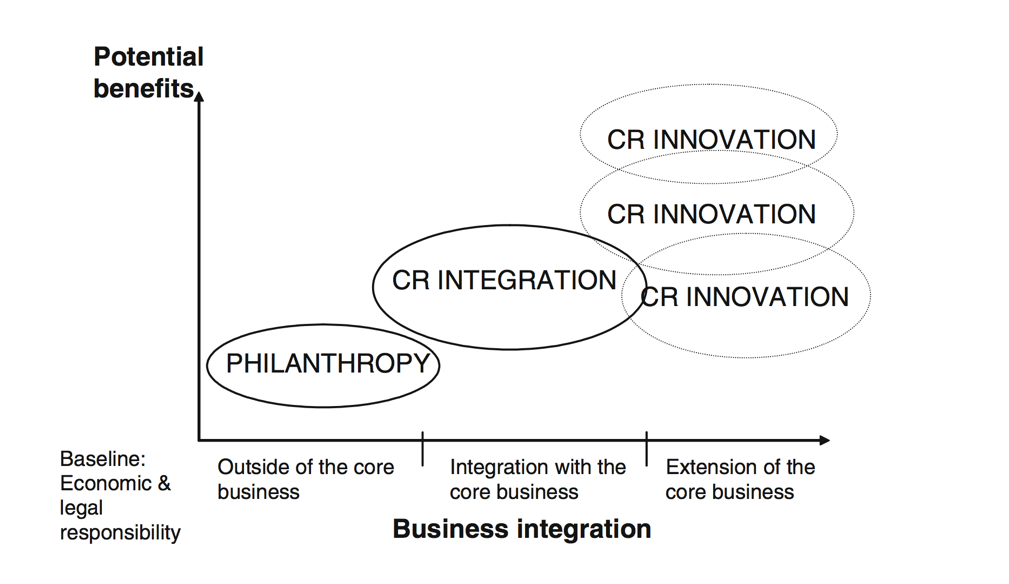 Potential
benefits
CR INNOVATION
CR INNOVATION
CR INTEGRATION
CR INNOVATION
PHILANTHROPY
Baseline:
Economic &
legal
responsibility
Outside of the core
business
Integration with the
core business
Extension of the
core business
Business integration